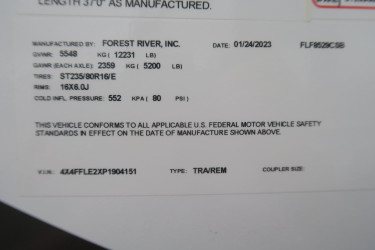 LENGTH 37'0" AS MANUFACTURED.
MANUFACTURED BY: FOREST RIVER, INC. DATE: 01/24/2023 FLF8529CSB
GVWR: 5548 KG ( 12231 LB)
GAWR (EACH AXLE): 2359 KG ( 5200 LB)
TIRES: ST235/80R16/E
RIMS: 16X6.0J
COLD INFL. PRESSURE: 552 KPA ( 80 PSI)
THIS VEHICLE CONFORMS TO ALL APPLICABLE U.S. FEDERAL MOTOR VEHICLE SAFETY
STANDARDS IN EFFECT ON THE DATE OF MANUFACTURE SHOWN ABOVE.
V.I.N.: 4X4FFLE2XP1904151 TYPE: TRA/REM COUPLER SIZE: